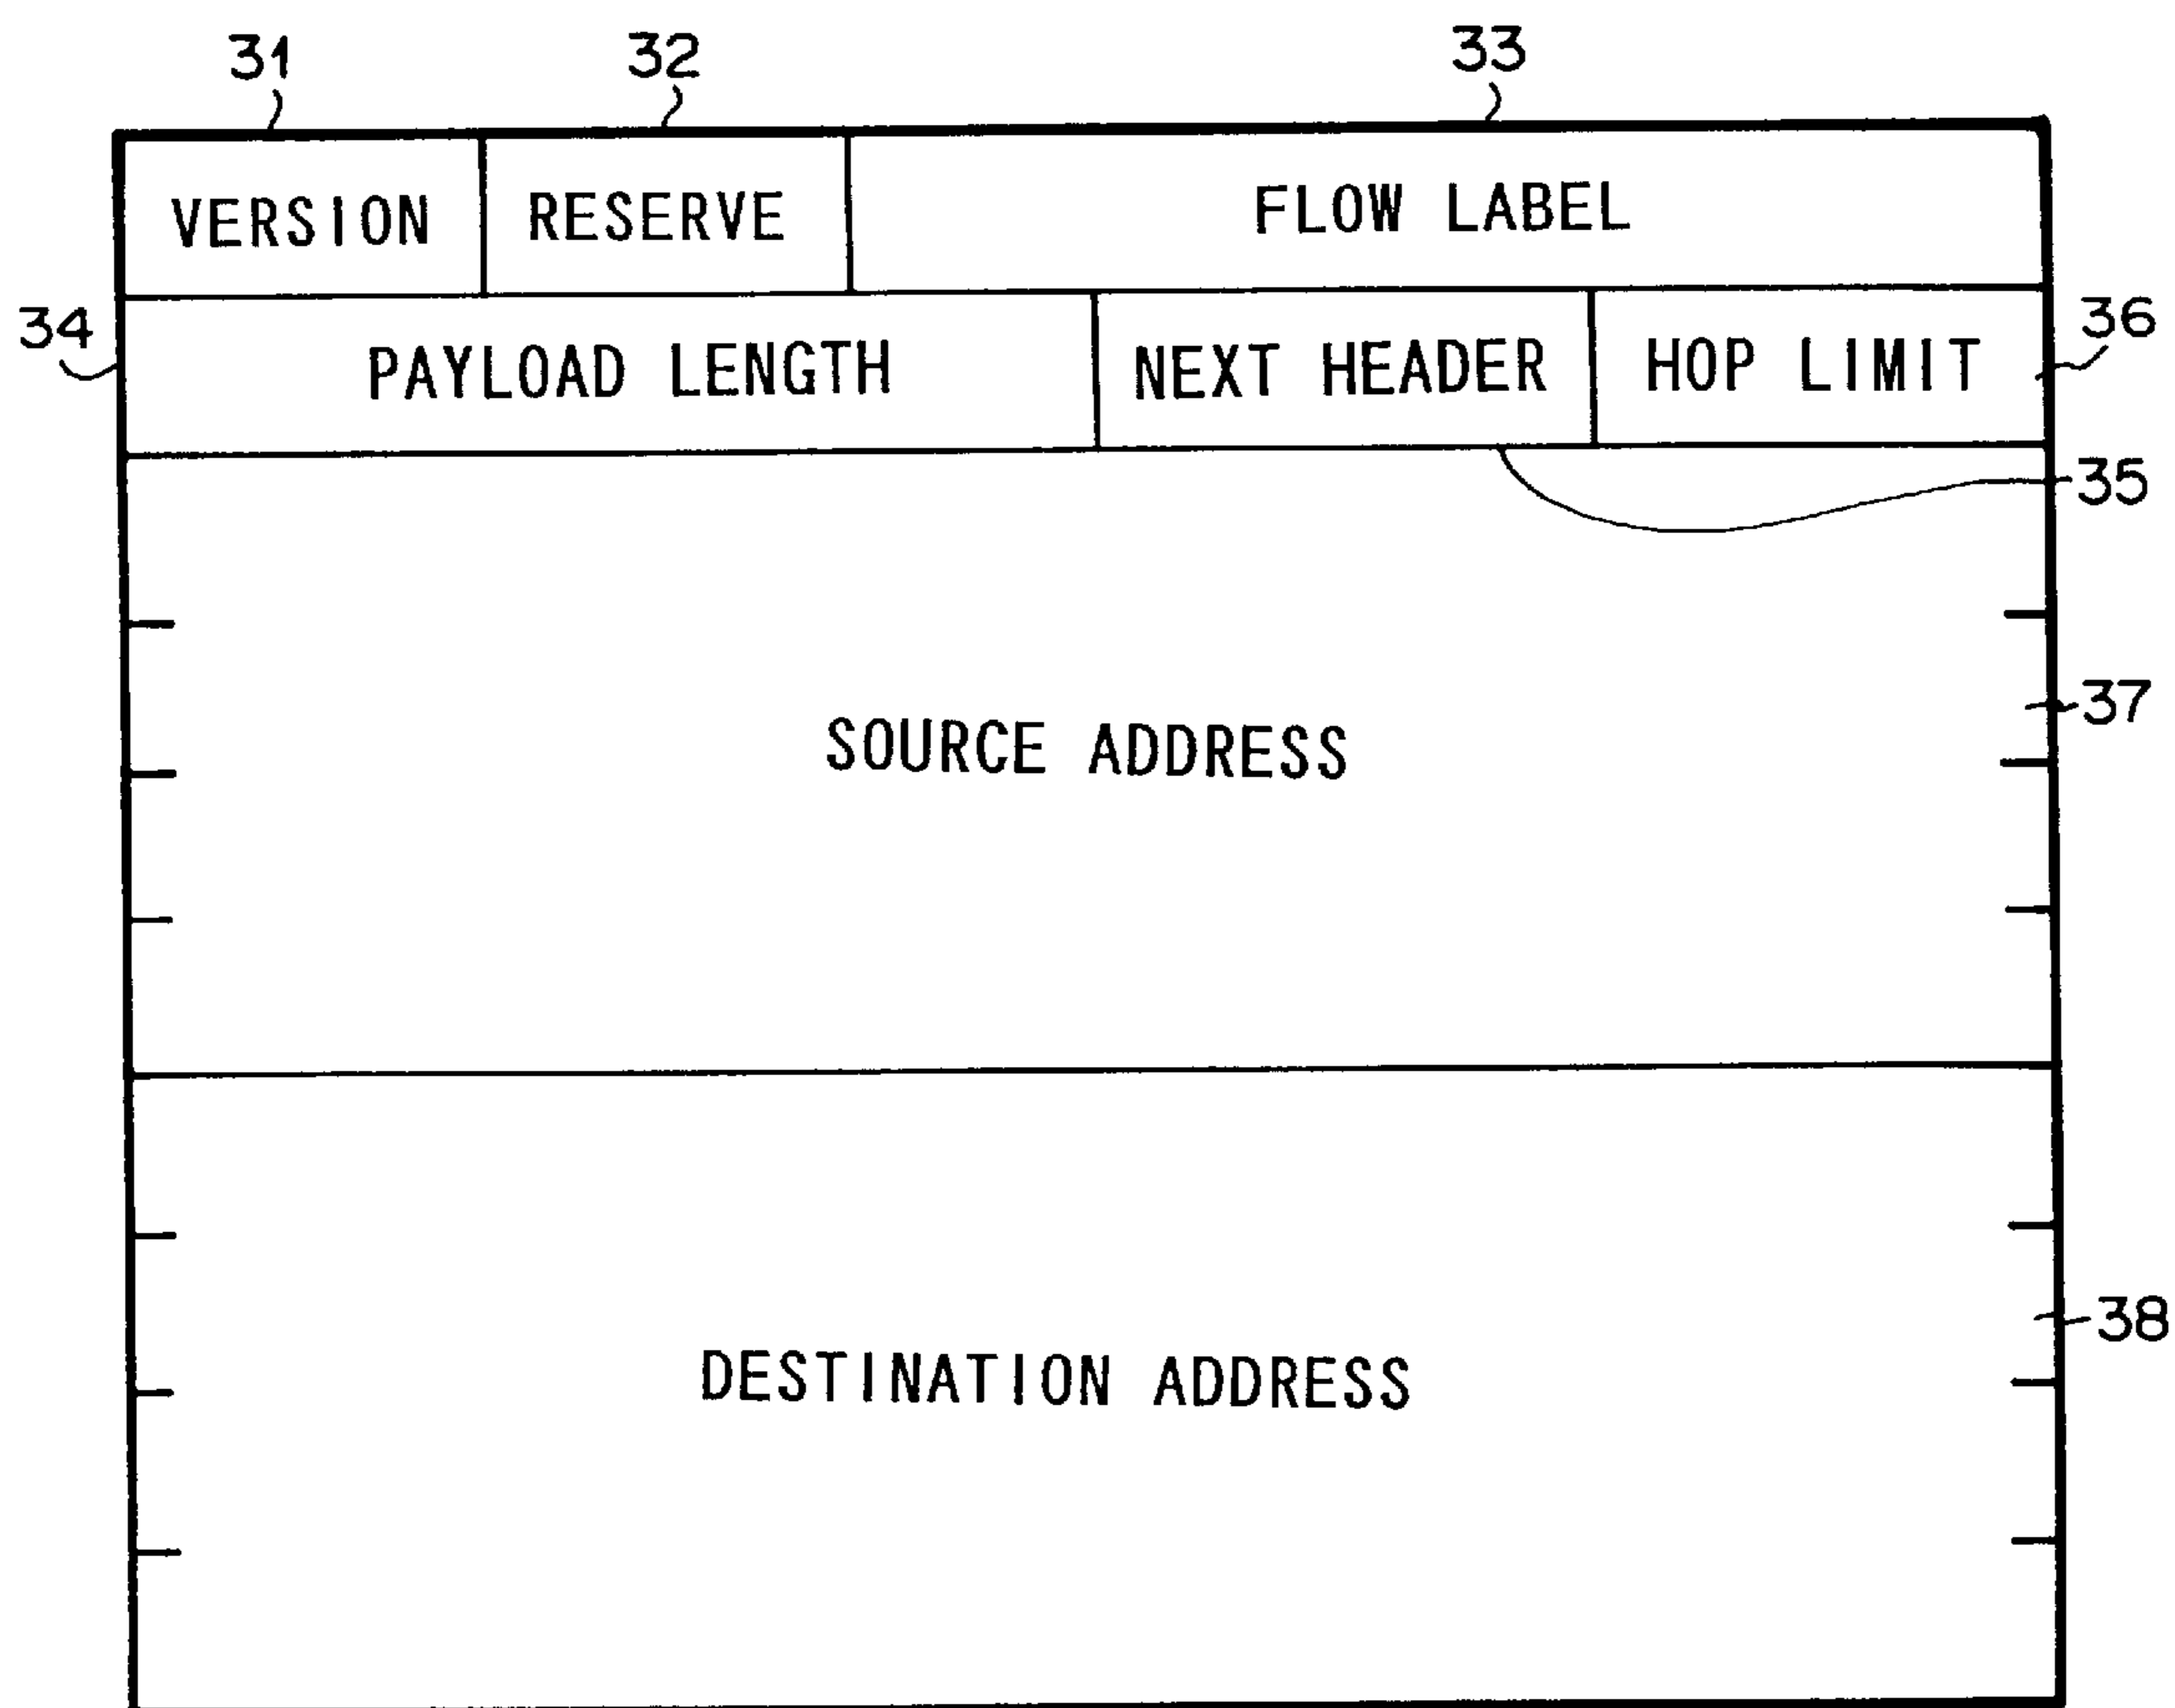 31 32 33
VERSION RESERVE FLOW LABEL
34 PAYLOAD LENGTH NEXT HEADER HOP LIMIT 36
35
37
SOURCE ADDRESS
38
DESTINATION ADDRESS